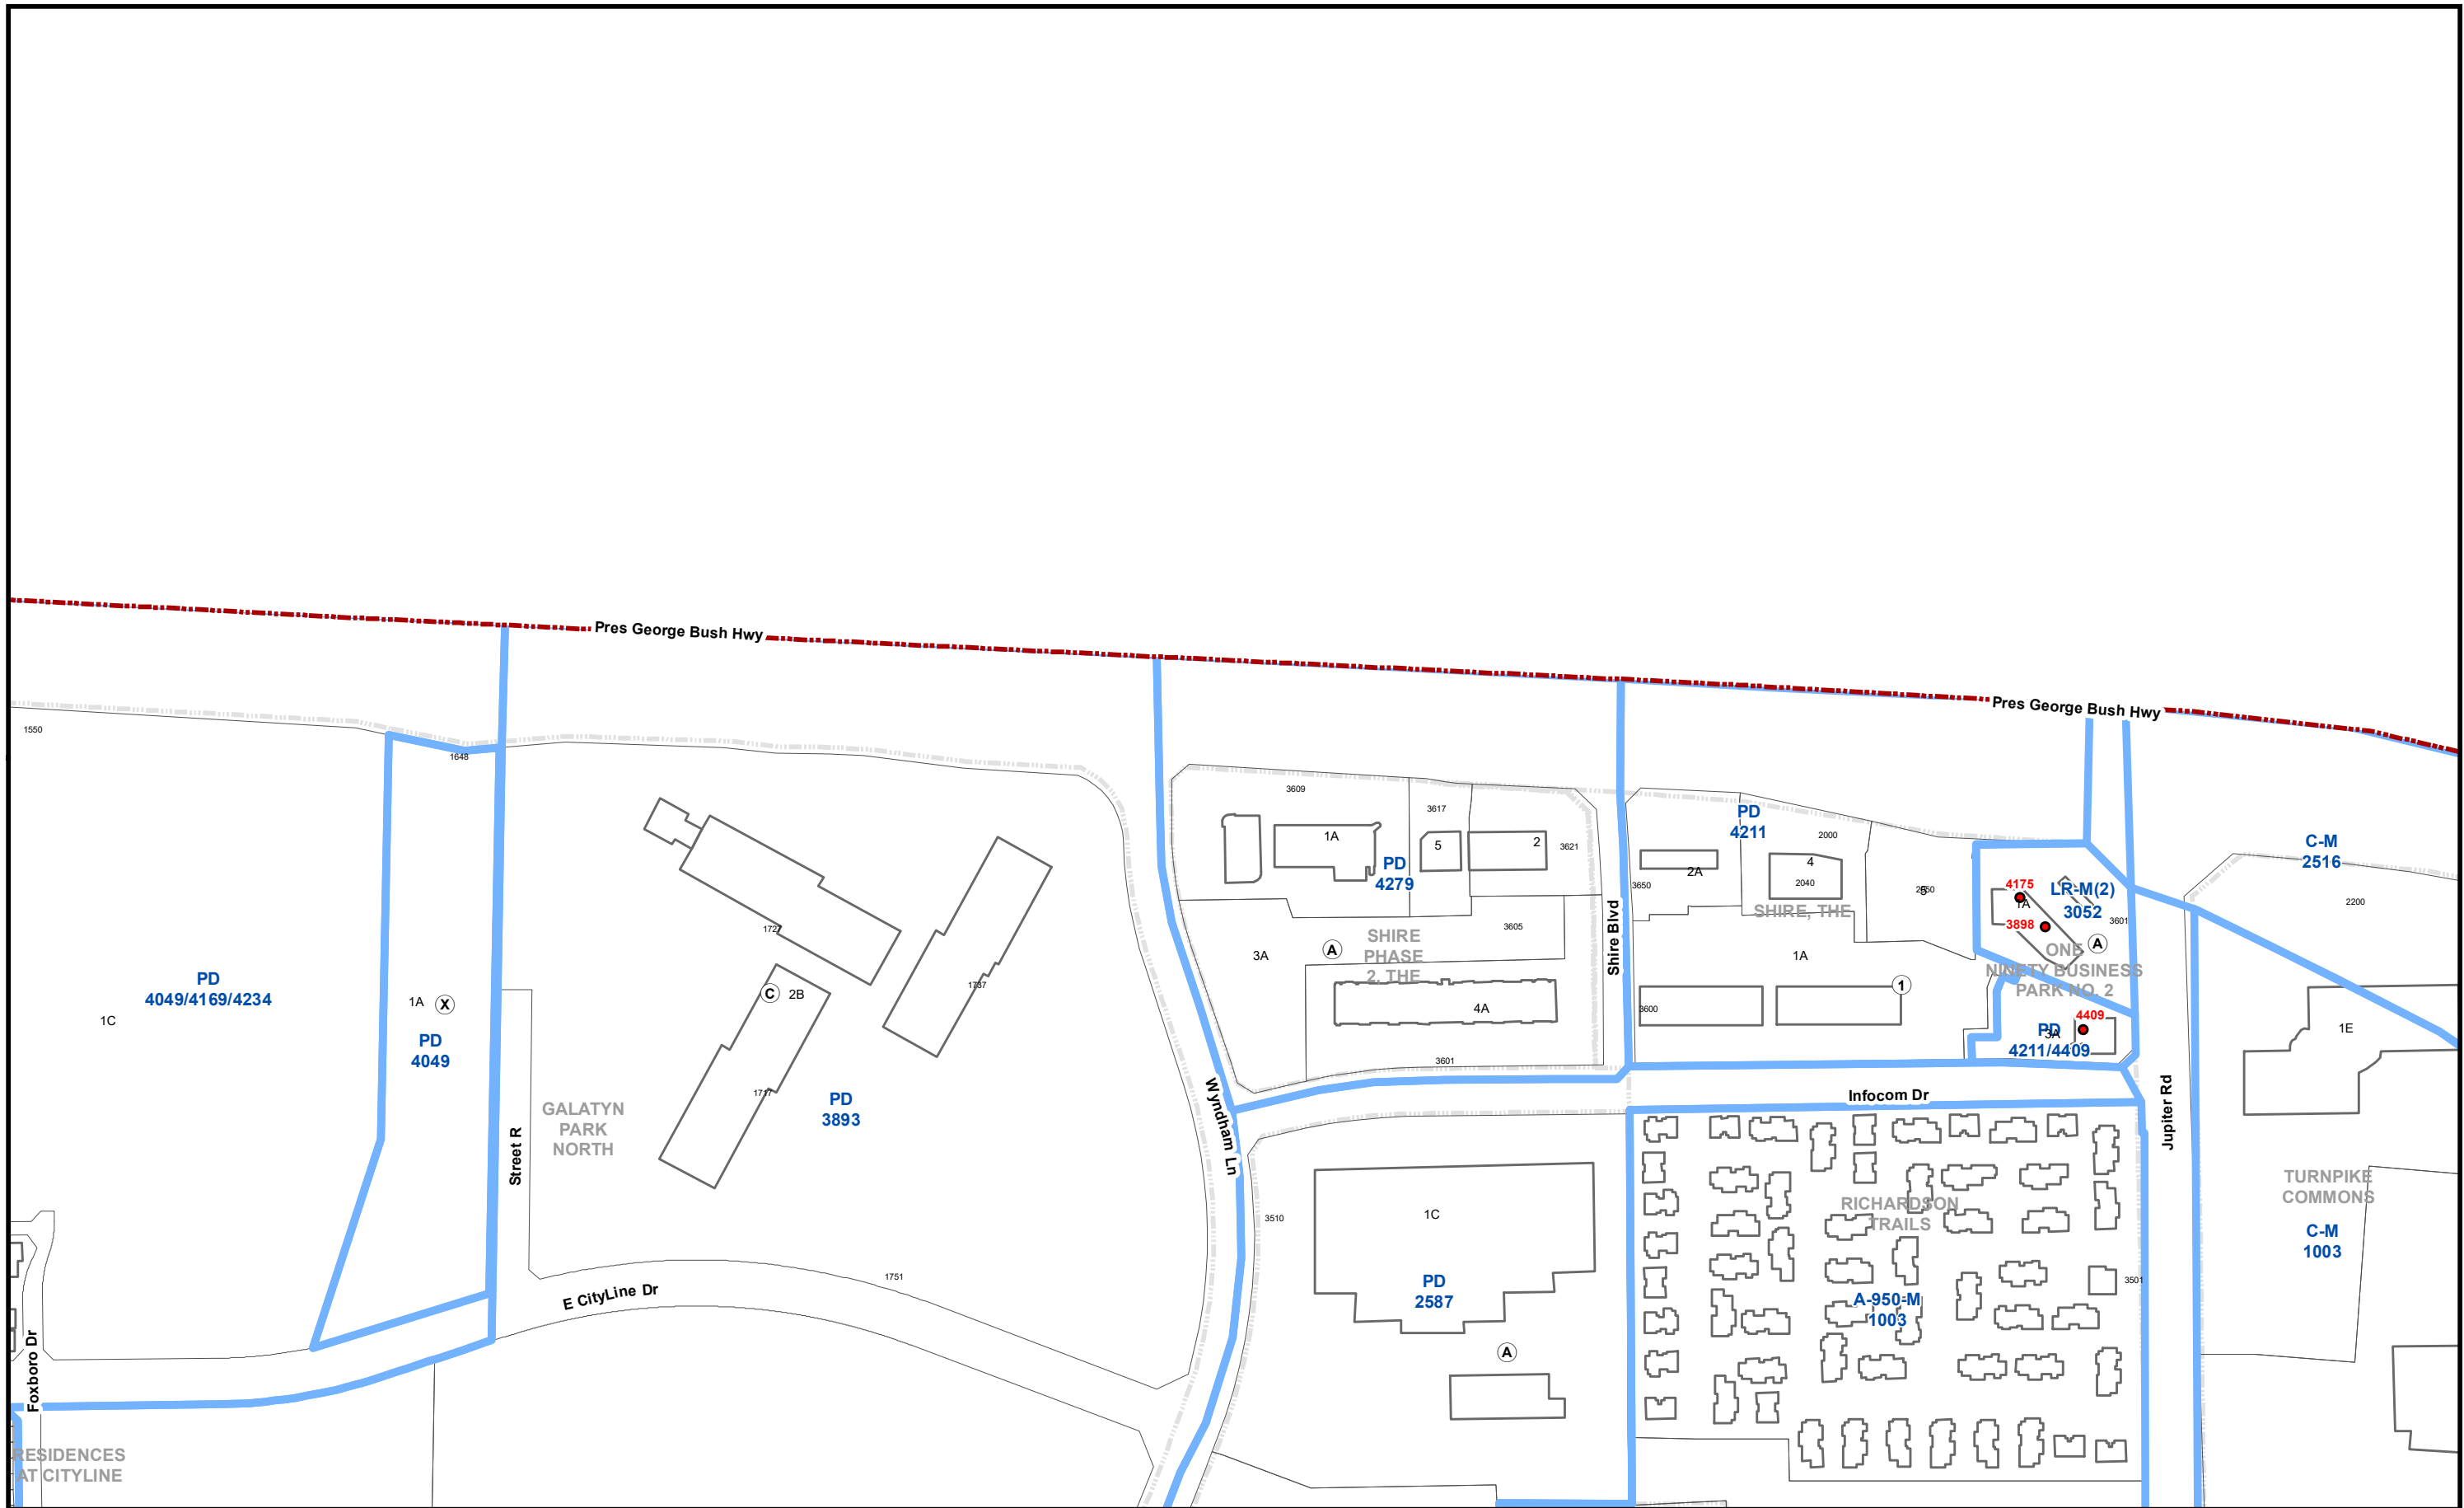 Pres George Bush Hwy
Pres George Bush Hwy
1550
1648
3609
3617
PD
4211
2000
1A
5
2
3621
PD
4279
4
2040
2A
3650
5
SHIRE, THE
C-M
2516
2200
4175
LR-M(2)
3052
1A
3898
3601
A
ONE
NINETY BUSINESS
PARK NO. 2
1727
1737
C
2B
1717
PD
4049/4169/4234
1C
1A
X
PD
4049
3A
A
SHIRE
PHASE
2, THE
3605
4A
3601
Shire Blvd
1A
1
3600
4409
PD
3A
4211/4409
1E
Infocom Dr
Jupiter Rd
GALATYN
PARK
NORTH
PD
3893
Street R
Wyndham Ln
3510
1C
PD
2587
A
RICHARDSON
TRAILS
A-950-M
1003
3501
TURNPIKE
COMMONS
C-M
1003
1751
E CityLine Dr
Foxboro Dr
RESIDENCES
AT CITYLINE